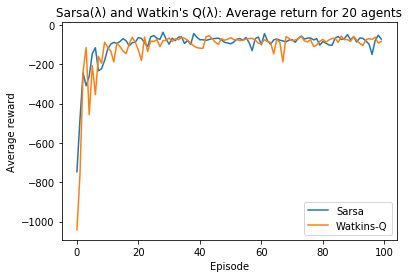 Sarsa(λ) and Watkin's Q(λ): Average return for 20 agents
0
−200
−400
−600
−800
−1000
Average reward
0
20
40
60
80
100
Episode
Sarsa
Watkins-Q